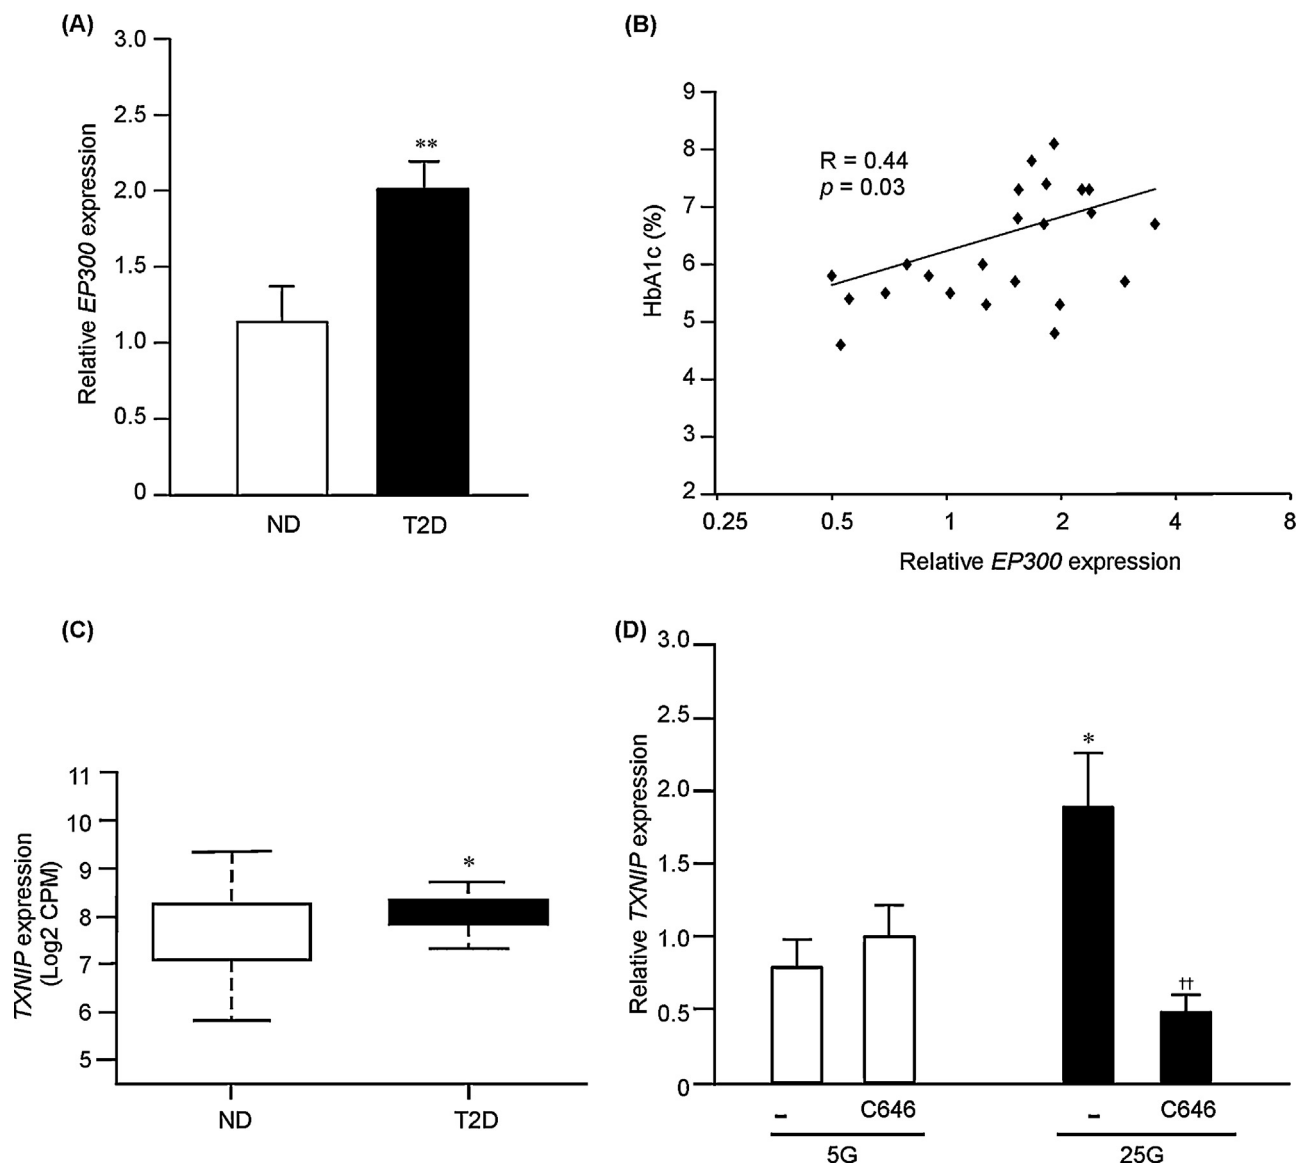 (A)
3.0
2.5
2.0
1.5
1.0
0.5
0
Relative EP300 expression
**
ND
T2D
(B)
9
8
7
6
5
4
3
2
HbA1c (%)
R = 0.44
p = 0.03
0.25
0.5
1
2
4
8
Relative EP300 expression
(C)
11
10
9
8
7
6
5
TXNIP expression
(Log2 CPM)
*
ND
T2D
(D)
3.0
2.5
2.0
1.5
1.0
0.5
0
Relative TXNIP expression
*
††
–
C646
–
C646
5G
25G